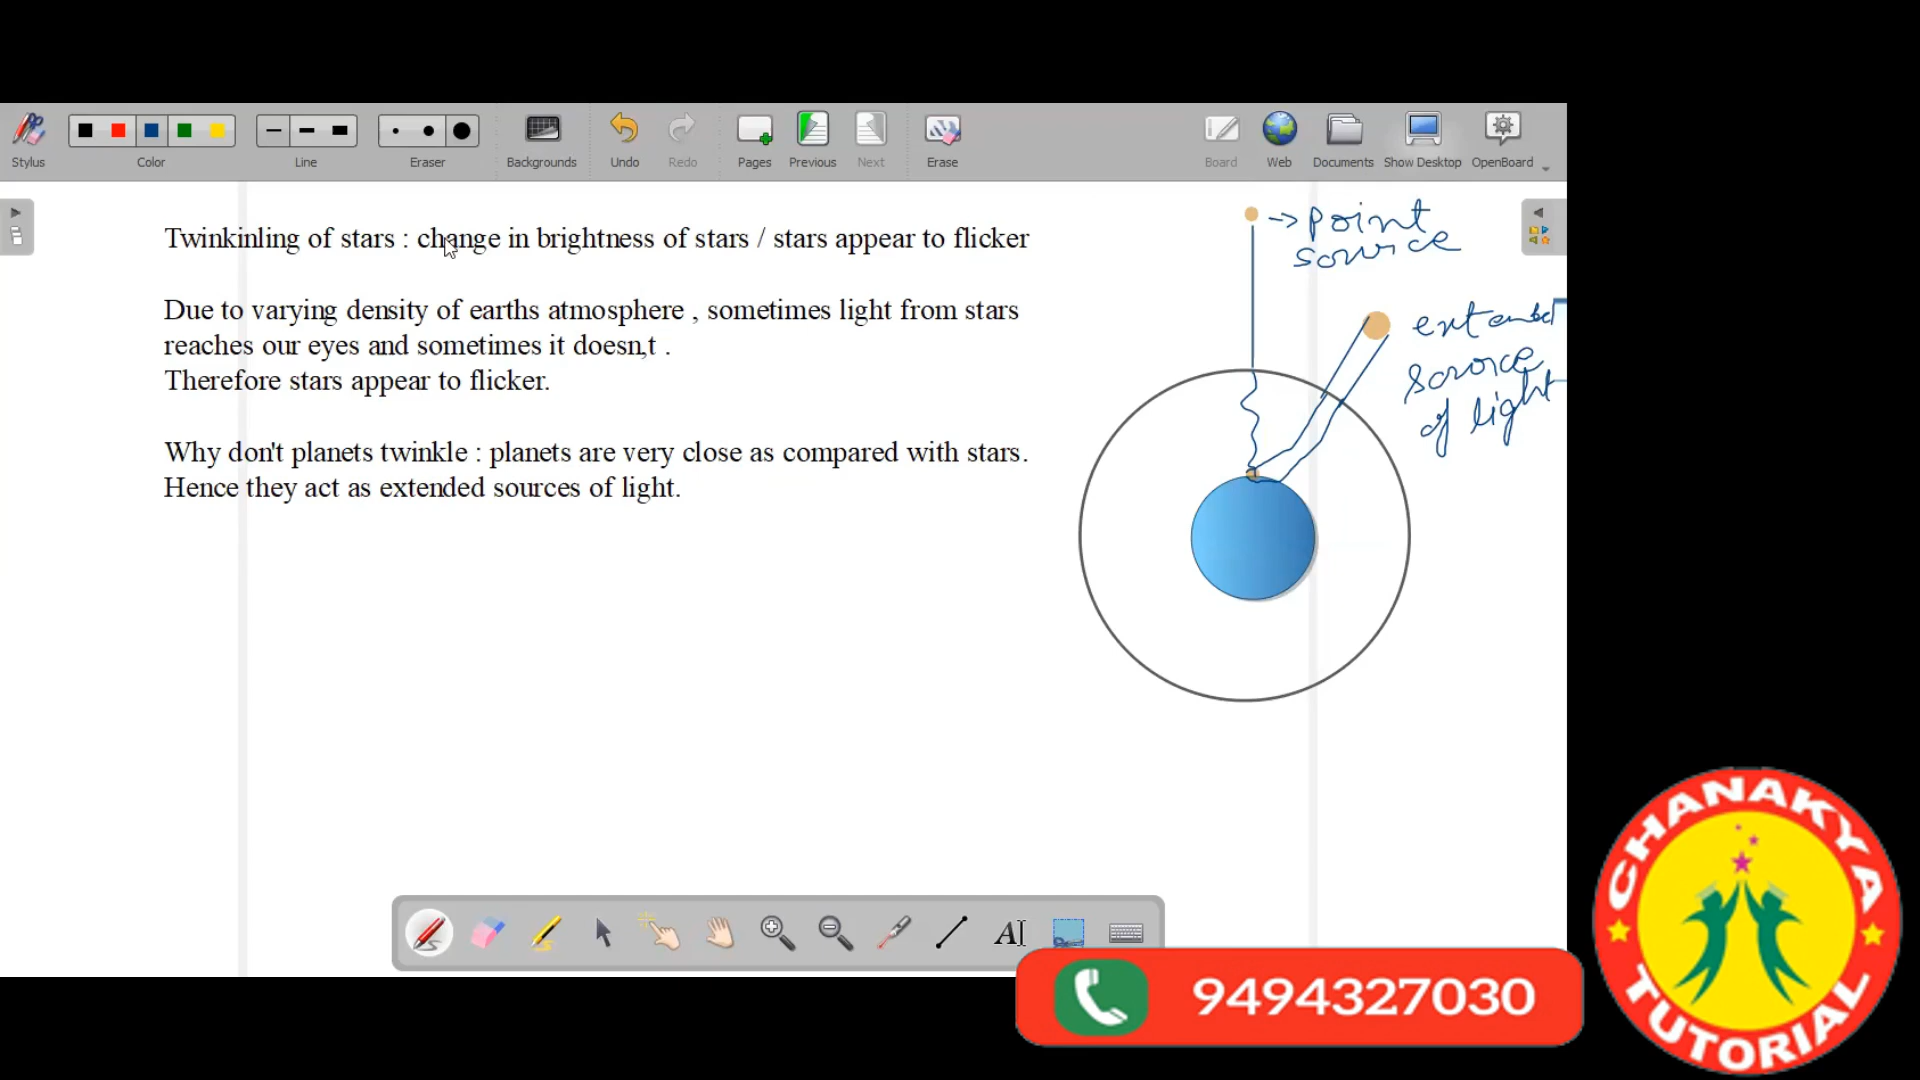 Stylus
Color
Line
Eraser
Backgrounds
Undo
Redo
Pages
Previous
Next
Erase
Board
Web
Documents
Show Desktop
OpenBoard
Twinkinling of stars : change in brightness of stars / stars appear to flicker
Due to varying density of earths atmosphere , sometimes light from stars
reaches our eyes and sometimes it doesn,t .
Therefore stars appear to flicker.
Why don't planets twinkle : planets are very close as compared with stars.
Hence they act as extended sources of light.
-> point
source
extended
source
of light
9494327030
CHANAKYA
TUTORIAL